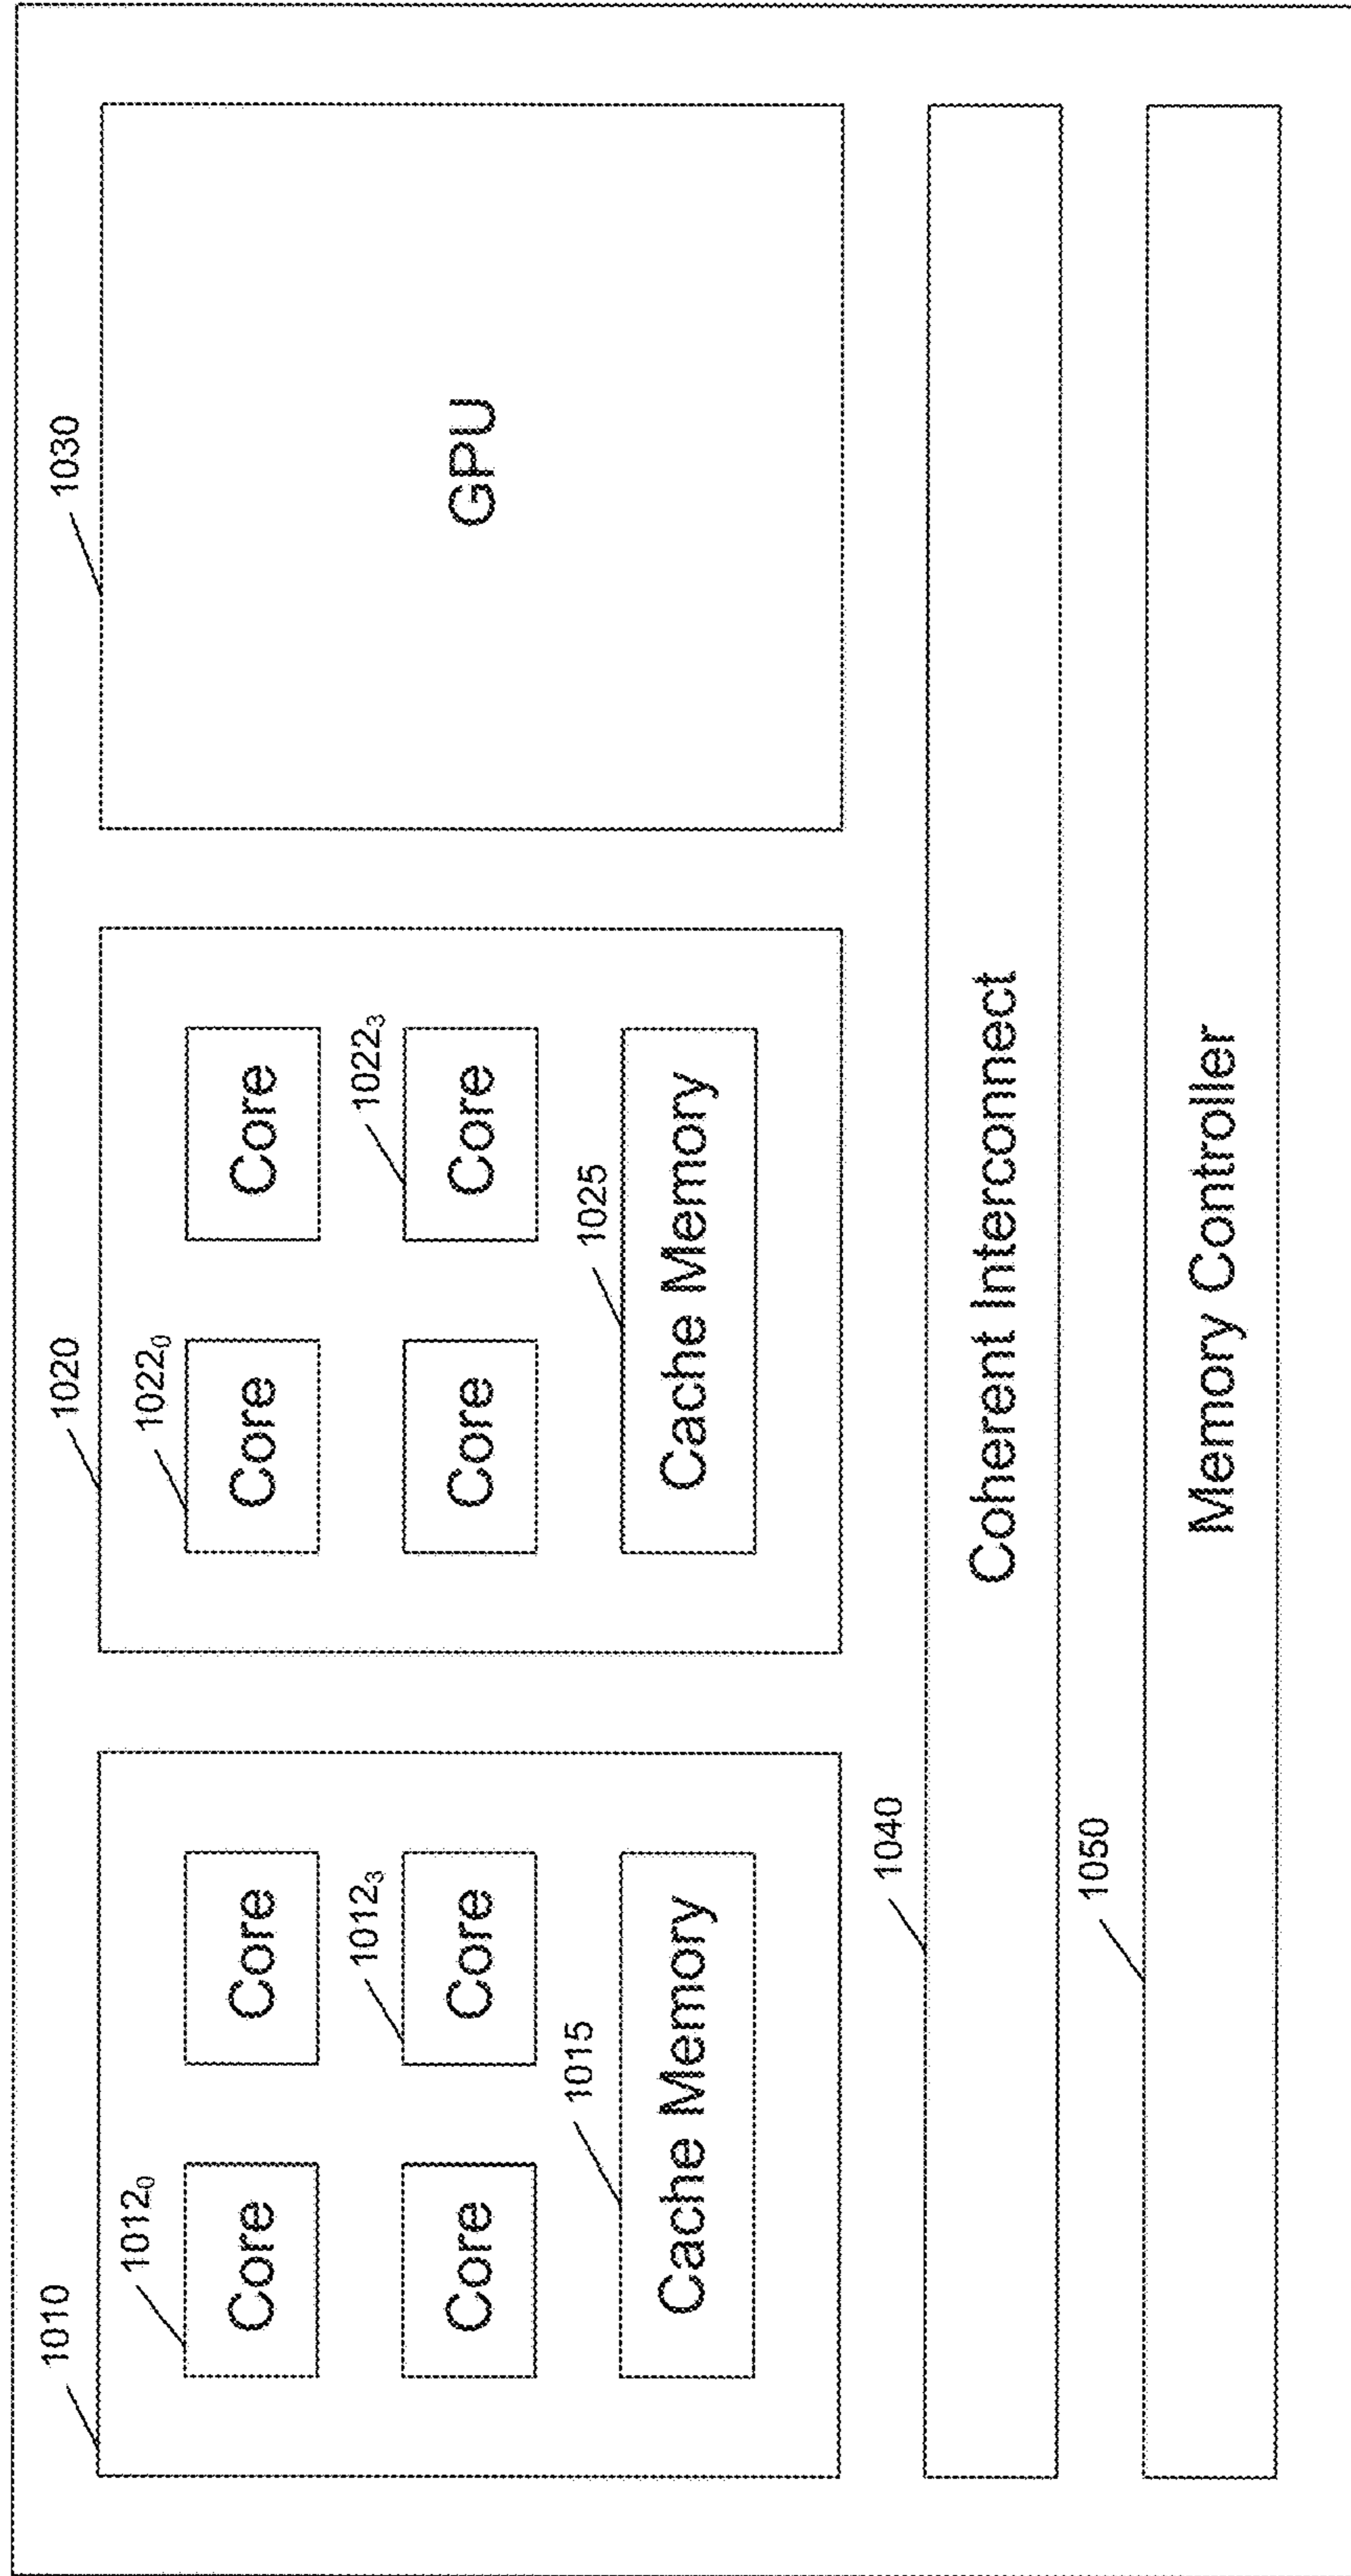 1010
1012₀
Core
Core
1012₃
Core
Core
1015
Cache Memory
1020
1022₀
Core
Core
1022₃
Core
Core
1025
Cache Memory
1030
GPU
1040
Coherent Interconnect
1050
Memory Controller